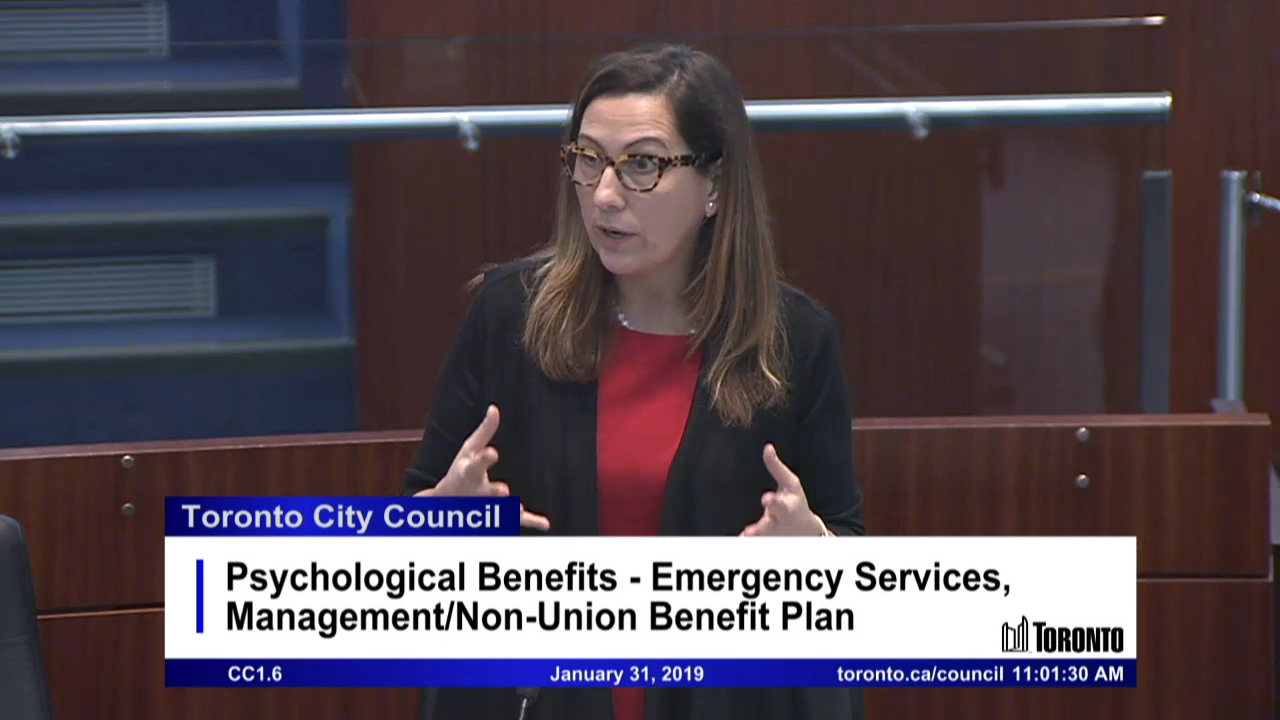 Toronto City Council
Psychological Benefits - Emergency Services,
Management/Non-Union Benefit Plan
TORONTO
CC1.6 January 31, 2019 toronto.ca/council 11:01:30 AM